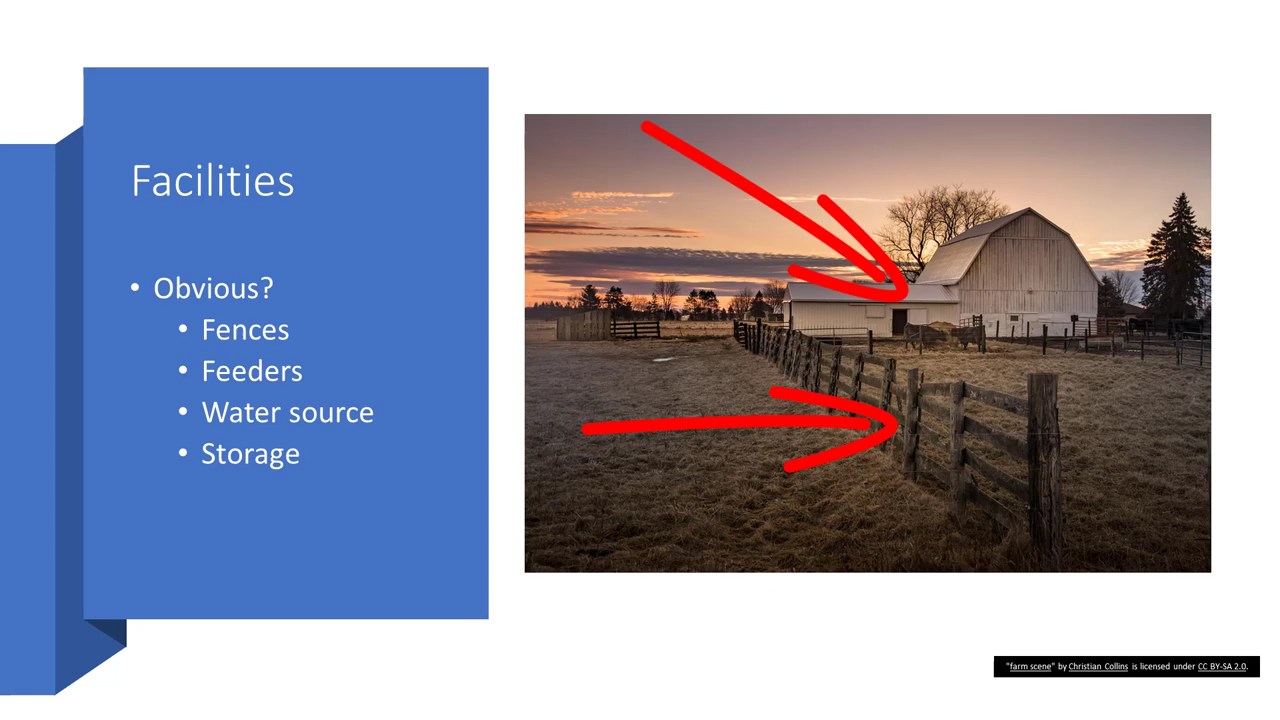 Facilities
• Obvious?
• Fences
• Feeders
• Water source
• Storage
"farm scene" by Christian Collins is licensed under CC BY-SA 2.0.